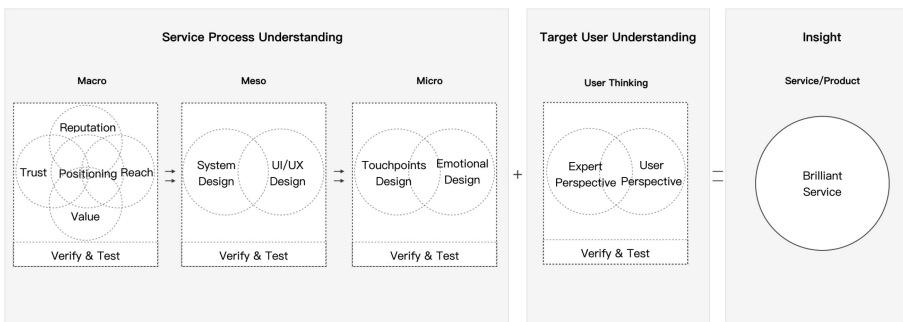 Service Process Understanding
Target User Understanding
Insight
Macro
Meso
Micro
User Thinking
Service/Product
Reputation
Trust
Positioning
Reach
Value
System
Design
UI/UX
Design
Touchpoints
Design
Emotional
Design
+
Expert
Perspective
User
Perspective
=
Brilliant
Service
Verify & Test
Verify & Test
Verify & Test
Verify & Test